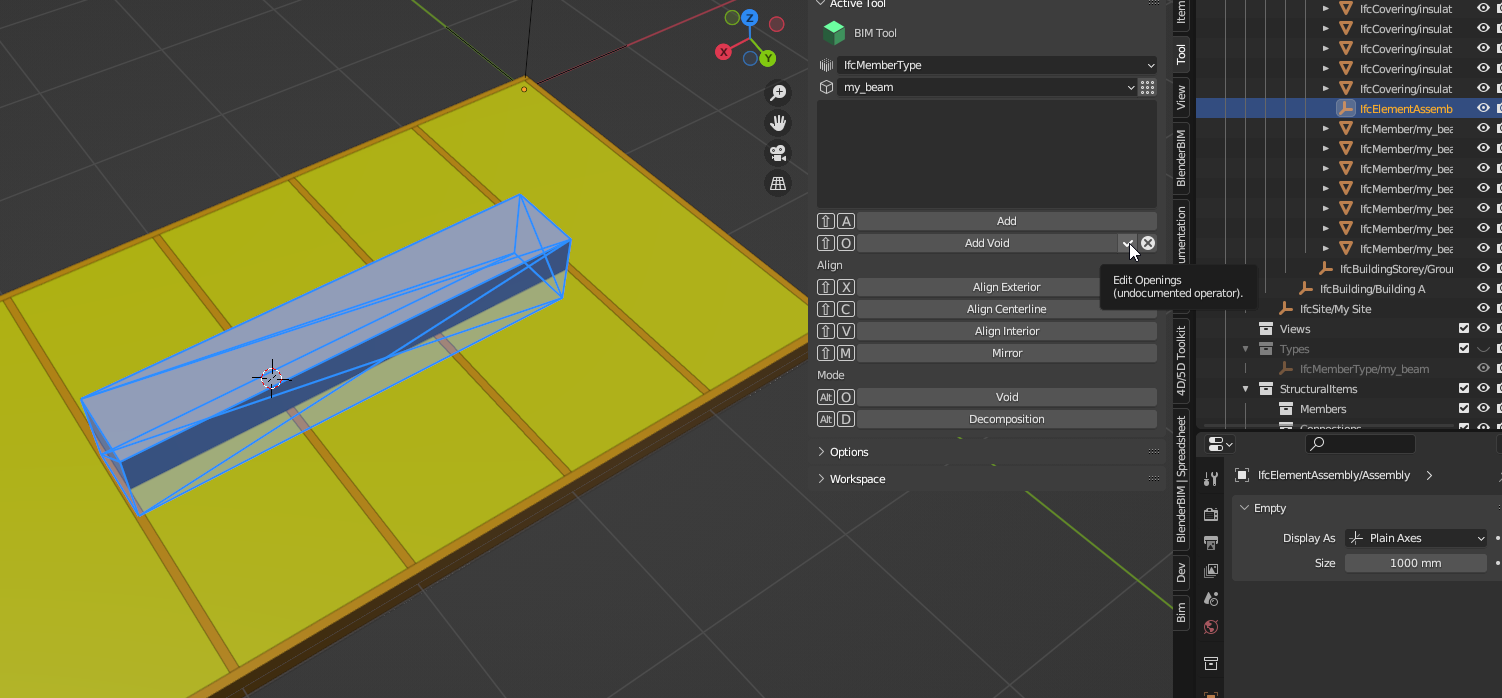 Z
X
Y
Active Tool
BIM Tool
IfcMemberType
my_beam
A
Add
O
Add Void
Align
X
Align Exterior
C
Align Centerline
V
Align Interior
M
Mirror
Mode
Alt
O
Void
Alt
D
Decomposition
Options
Workspace
Edit Openings
(undocumented operator).
Item
Tool
View
BlenderBIM
umentation
4D/5D Toolkit
BlenderBIM | Spreadsheet
Dev
Bim
IfcCovering/insulat
IfcCovering/insulat
IfcCovering/insulat
IfcCovering/insulat
IfcCovering/insulat
IfcElementAssemb
IfcMember/my_bea
IfcMember/my_bea
IfcMember/my_bea
IfcMember/my_bea
IfcMember/my_bea
IfcMember/my_bea
IfcMember/my_bea
IfcBuildingStorey/Grou
IfcBuilding/Building A
IfcSite/My Site
Views
Types
IfcMemberType/my_beam
StructuralItems
Members
Connections
IfcElementAssembly/Assembly
Empty
Display As
Plain Axes
Size
1000 mm